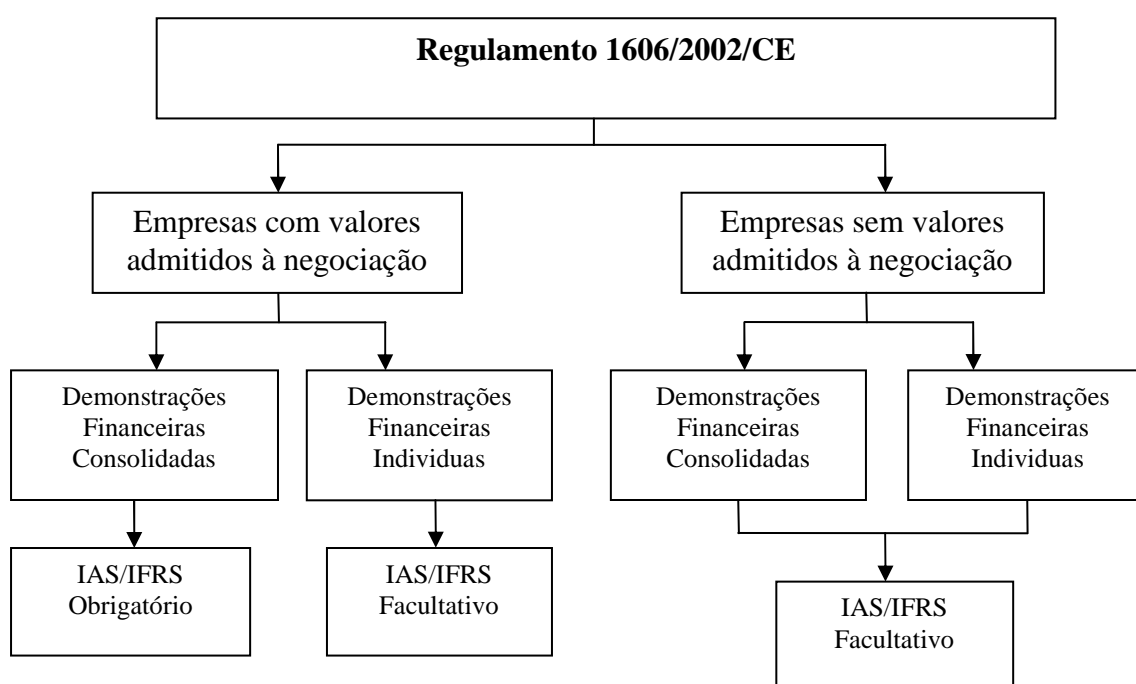 Regulamento 1606/2002/CE
Empresas com valores
admitidos à negociação
Empresas sem valores
admitidos à negociação
Demonstrações
Financeiras
Consolidadas
Demonstrações
Financeiras
Individuas
Demonstrações
Financeiras
Consolidadas
Demonstrações
Financeiras
Individuas
IAS/IFRS
Obrigatório
IAS/IFRS
Facultativo
IAS/IFRS
Facultativo